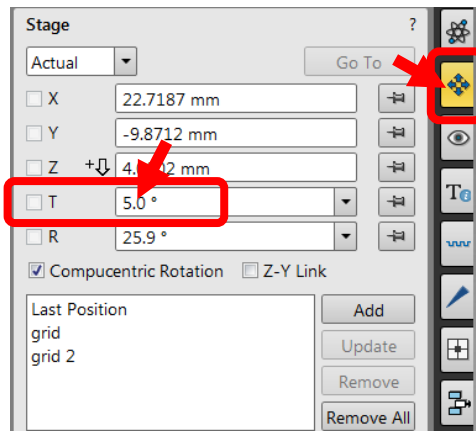 Stage ?
Actual Go To
X 22.7187 mm
Y -9.8712 mm
Z + mm
T 5.0 °
R 25.9 °
Compucentric Rotation Z-Y Link
Last Position Add
grid Update
grid 2 Remove
Remove All
T